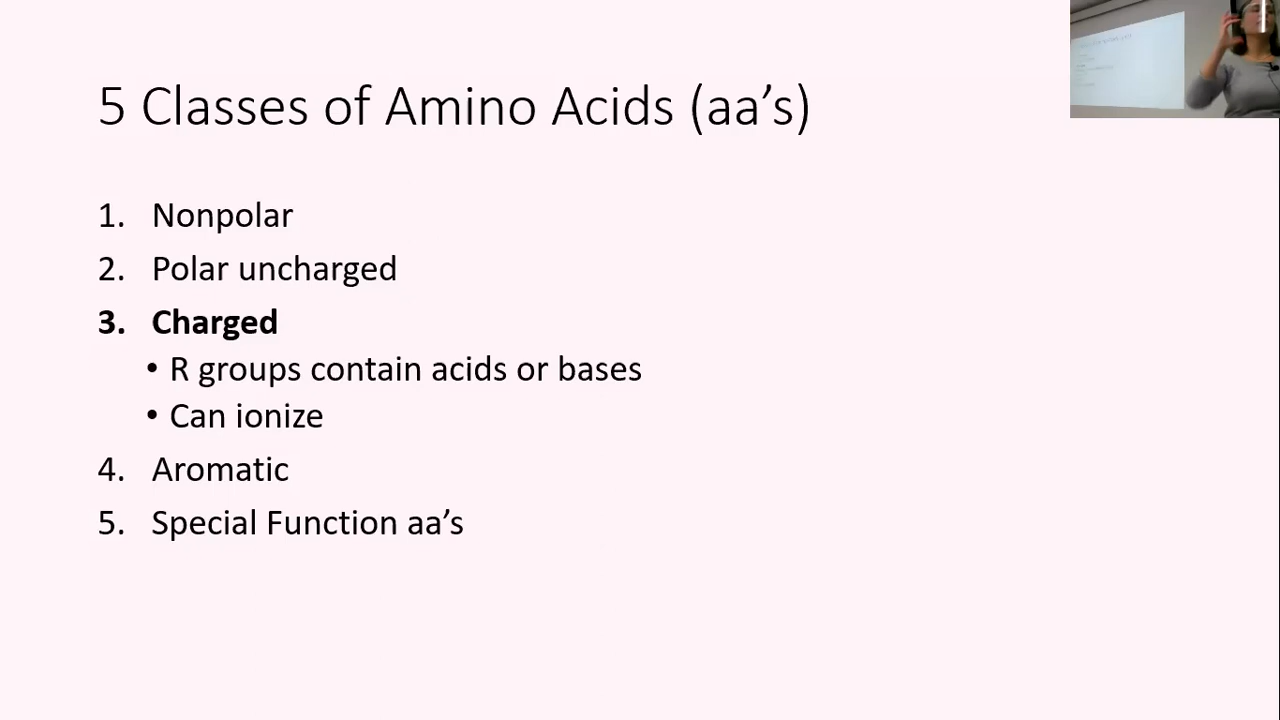 5 Classes of Amino Acids (aa’s)
1. Nonpolar
2. Polar uncharged
3. Charged
• R groups contain acids or bases
• Can ionize
4. Aromatic
5. Special Function aa’s